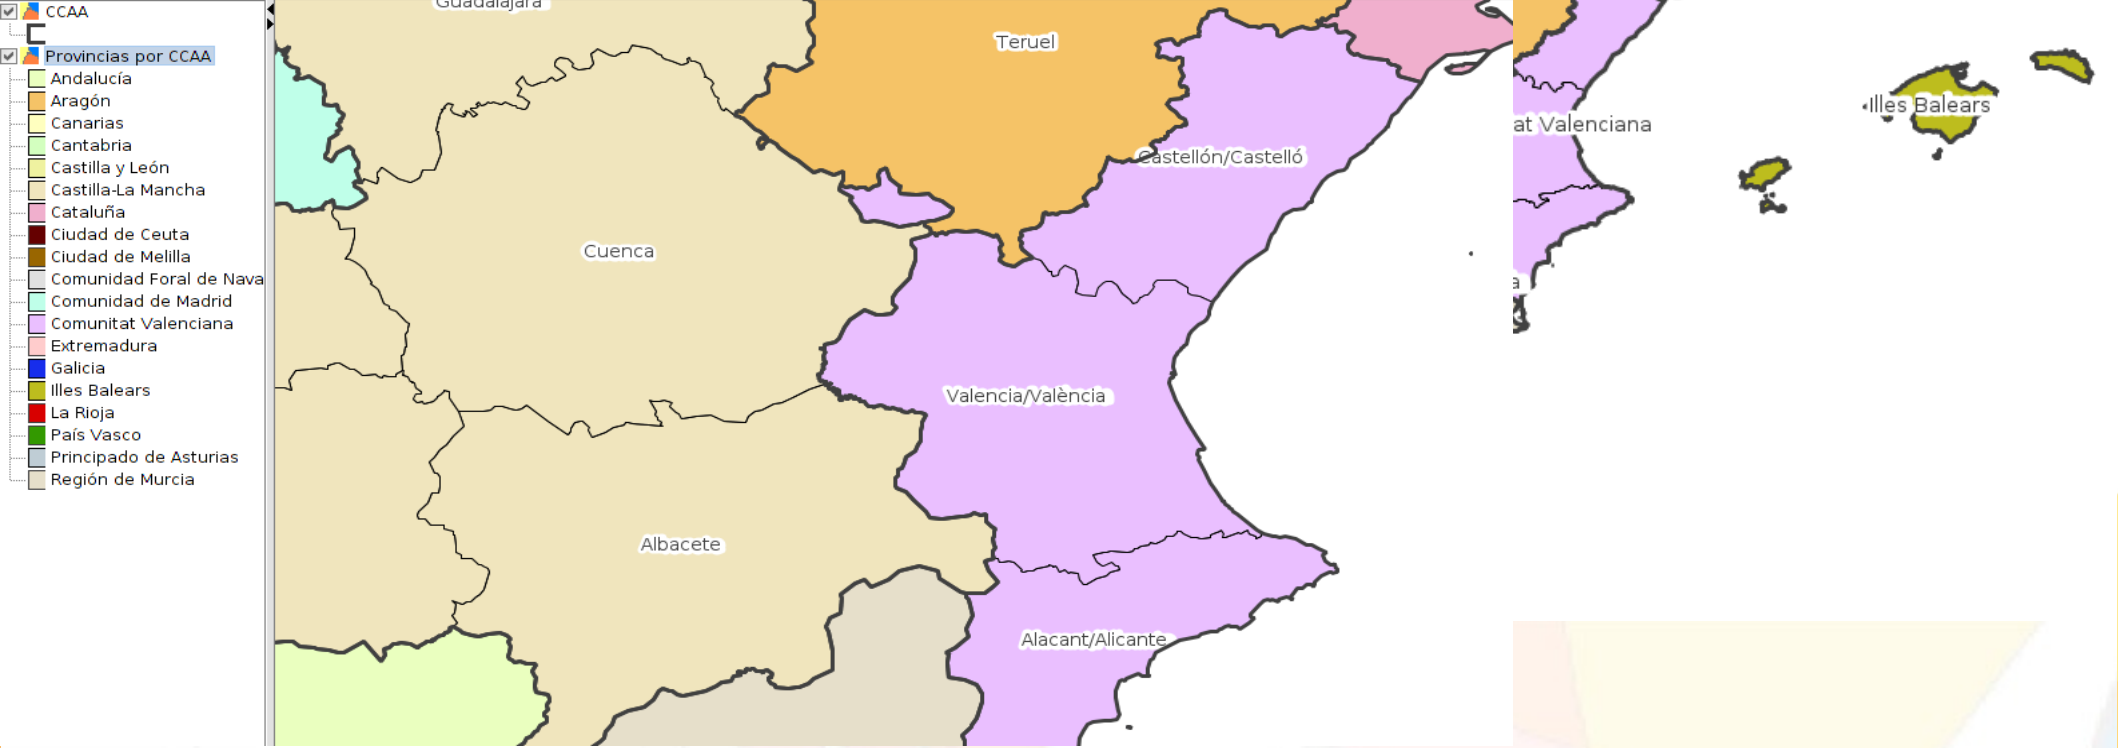 CCAA
Provincias por CCAA
Andalucía
Aragón
Canarias
Cantabria
Castilla y León
Castilla-La Mancha
Cataluña
Ciudad de Ceuta
Ciudad de Melilla
Comunidad Foral de Nava
Comunidad de Madrid
Comunitat Valenciana
Extremadura
Galicia
Illes Balears
La Rioja
País Vasco
Principado de Asturias
Región de Murcia
Guadalajara
Teruel
Castellón/Castelló
Cuenca
Valencia/València
Albacete
Alacant/Alicante
at Valenciana
Illes Balears
a